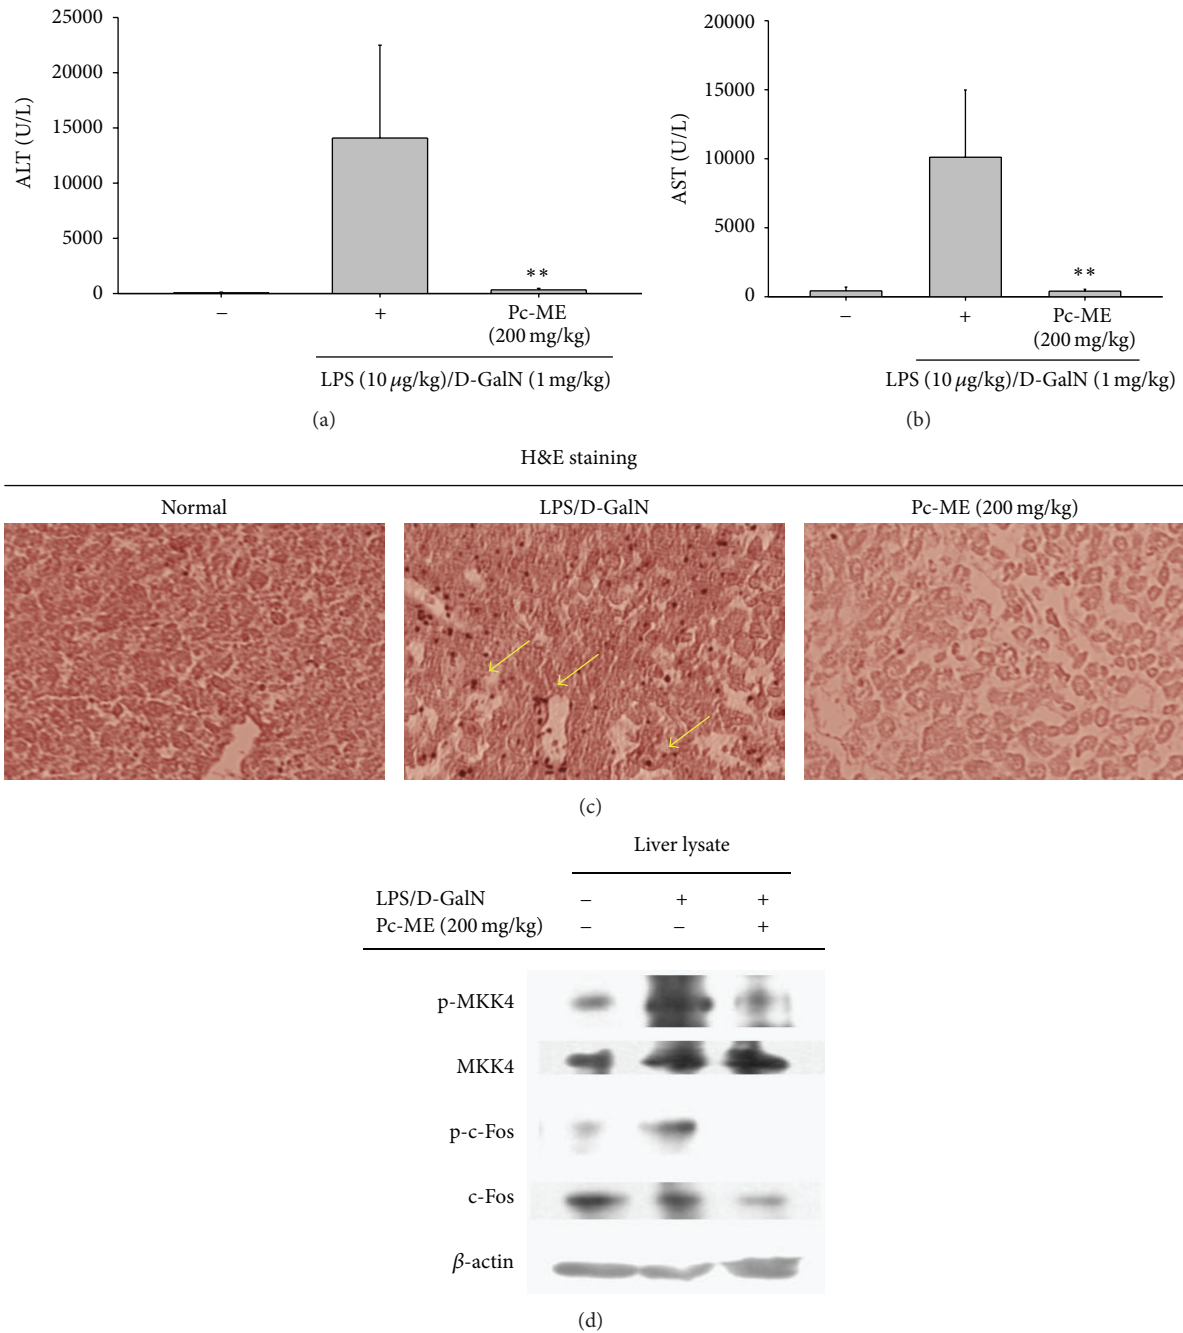 25000
20000
15000
10000
5000
0
ALT (U/L)
− + Pc-ME
(200 mg/kg)
**
LPS (10 μg/kg)/D-GalN (1 mg/kg)
(a)
20000
15000
10000
5000
0
AST (U/L)
− + Pc-ME
(200 mg/kg)
**
LPS (10 μg/kg)/D-GalN (1 mg/kg)
(b)
H&E staining
Normal LPS/D-GalN Pc-ME (200 mg/kg)
(c)
Liver lysate
LPS/D-GalN − + +
Pc-ME (200 mg/kg) − − +
p-MKK4
MKK4
p-c-Fos
c-Fos
β-actin
(d)